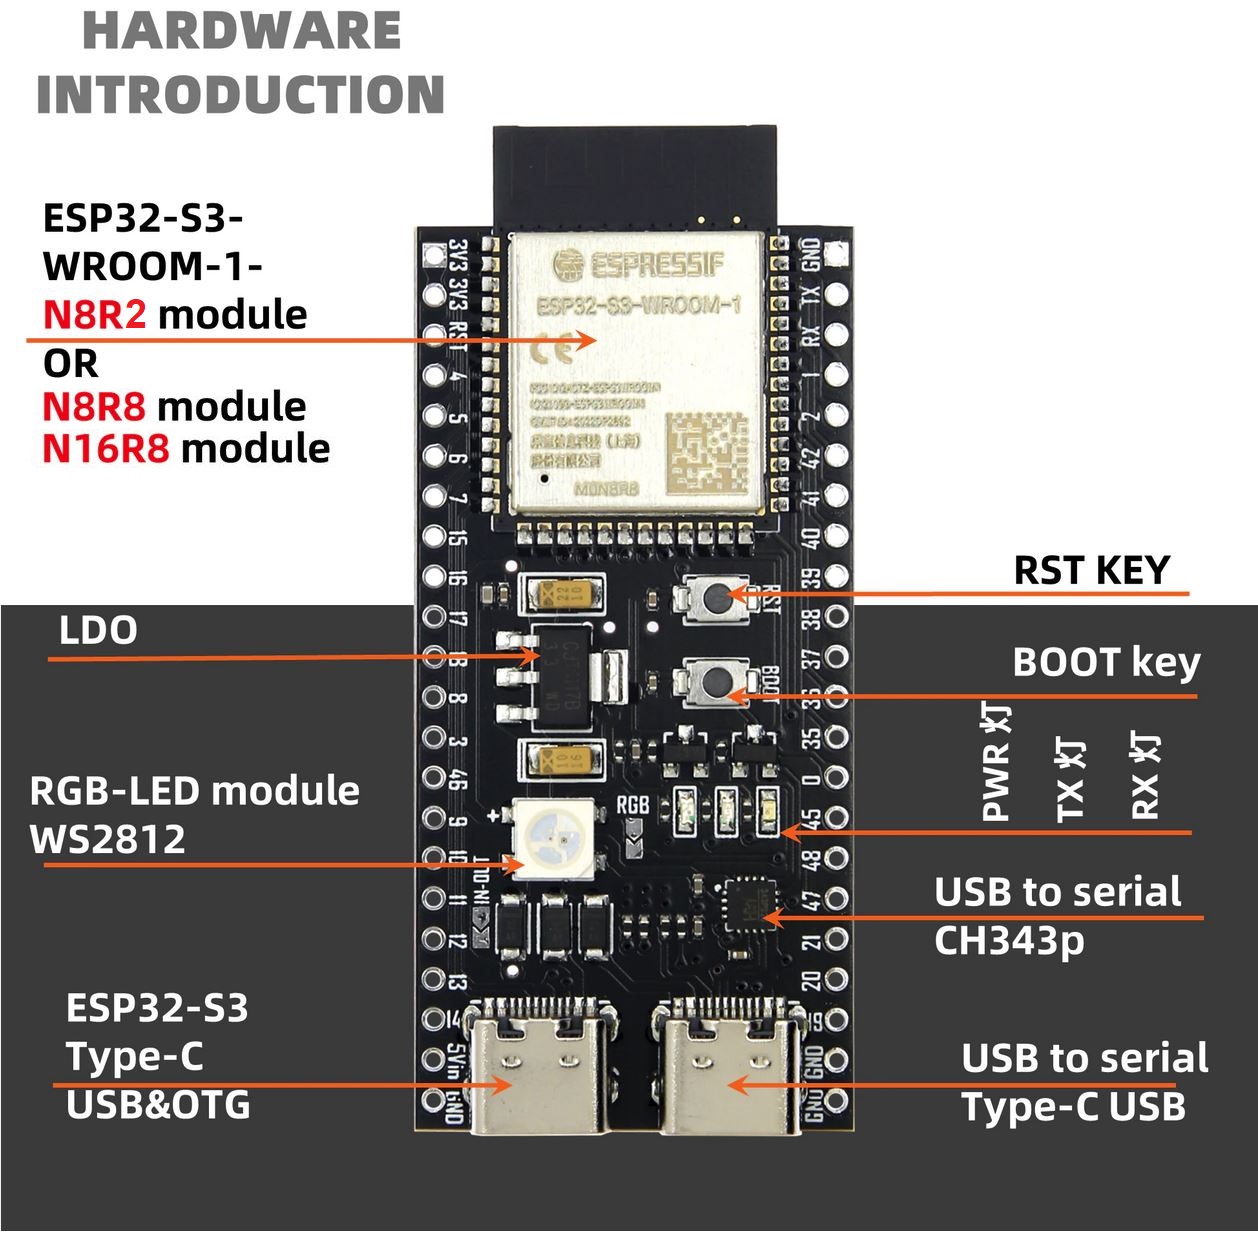 HARDWARE
INTRODUCTION
ESP32-S3-
WROOM-1-
N8R2 module
OR
N8R8 module
N16R8 module
LDO
RGB-LED module
WS2812
ESP32-S3
Type-C
USB&OTG
ESPRESSIF
ESP32-S3-WROOM-1
CE
M0N8R8
3V3
3V3
RST
4
5
6
7
15
16
17
18
8
3
46
9
10
11
12
13
14
5Vin
GND
GND
TX
RX
1
2
42
41
40
39
38
37
36
35
0
45
48
47
21
20
19
GND
GND
RST
BOOT
RGB
IN-OUT
RST KEY
BOOT key
PWR 灯
TX 灯
RX 灯
USB to serial
CH343p
USB to serial
Type-C USB